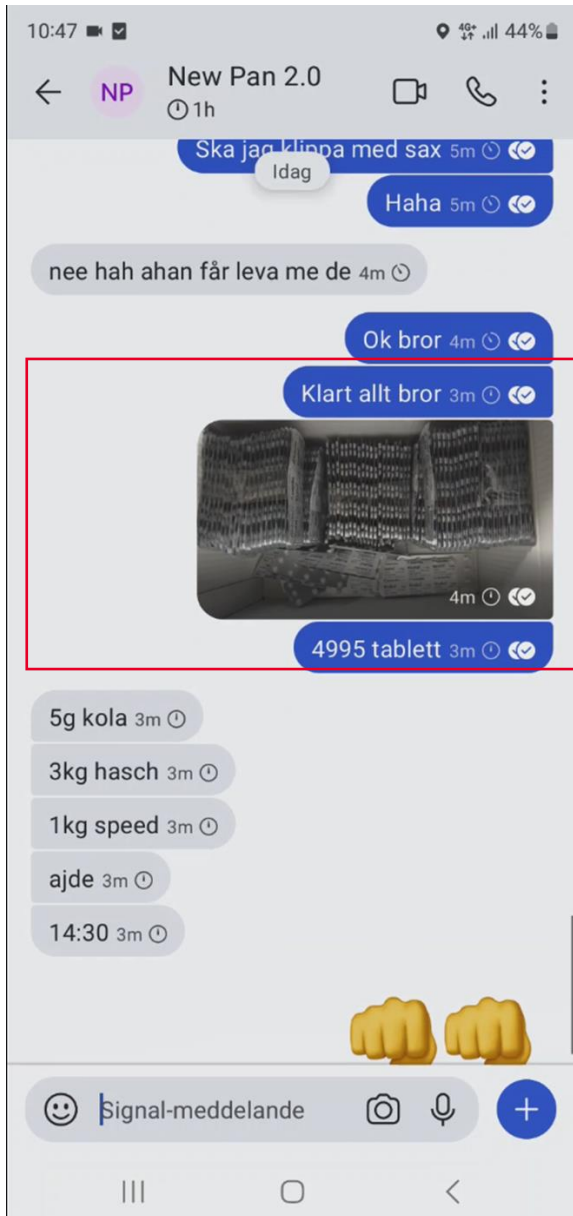 10:47 4G+ 44%
NP New Pan 2.0
1h
Ska jag klippa med sax 5m
Idag
Haha 5m
nee hah ahan får leva me de 4m
Ok bror 4m
Klart allt bror 3m
4m
4995 tablett 3m
5g kola 3m
3kg hasch 3m
1kg speed 3m
ajde 3m
14:30 3m
Signal-meddelande